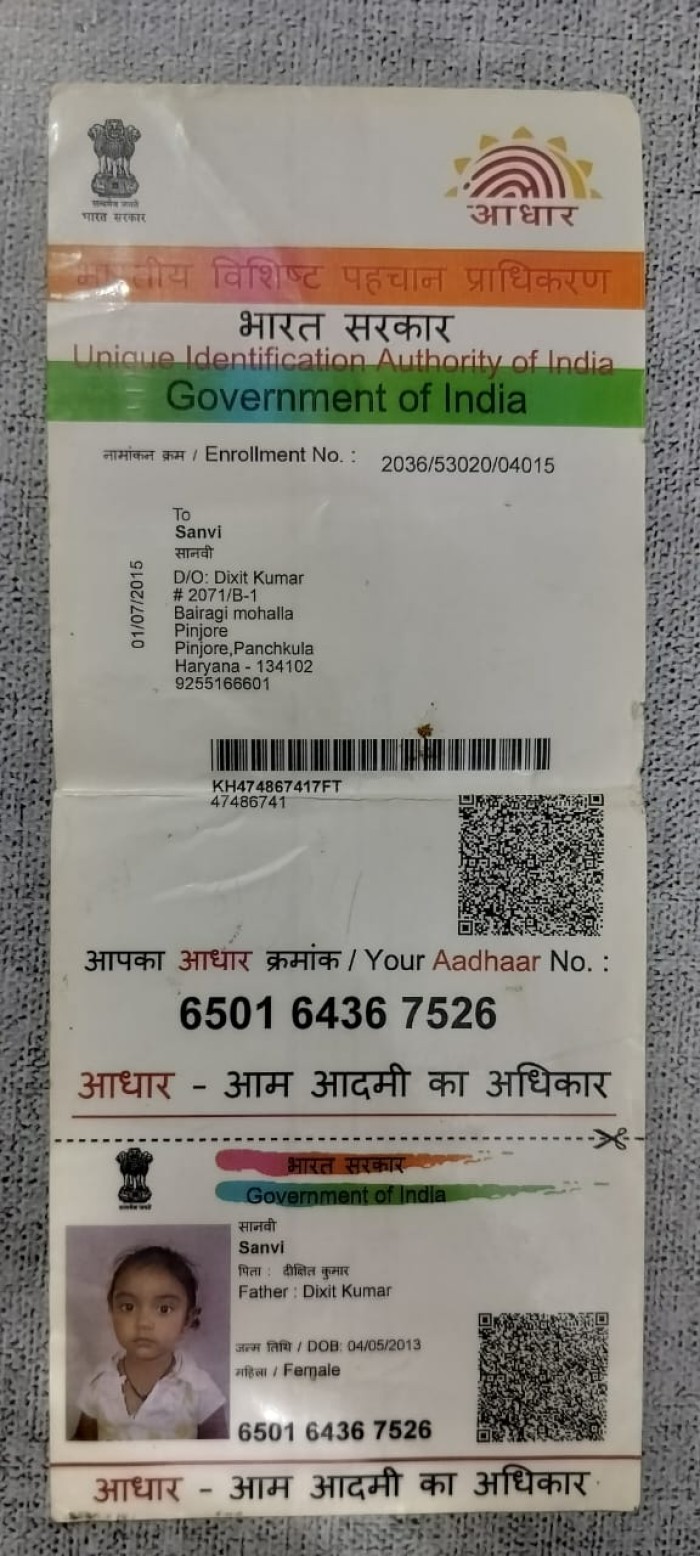 सत्यमेव जयते
भारत सरकार
आधार
भारतीय विशिष्ट पहचान प्राधिकरण
भारत सरकार
Unique Identification Authority of India
Government of India
नामांकन क्रम / Enrollment No. : 2036/53020/04015
01/07/2015
To
Sanvi
सानवी
D/O: Dixit Kumar
# 2071/B-1
Bairagi mohalla
Pinjore
Pinjore,Panchkula
Haryana - 134102
9255166601
KH474867417FT
47486741
आपका आधार क्रमांक / Your Aadhaar No. :
6501 6436 7526
आधार - आम आदमी का अधिकार
भारत सरकार
Government of India
सानवी
Sanvi
पिता : दीक्षित कुमार
Father : Dixit Kumar
जन्म तिथि / DOB: 04/05/2013
महिला / Female
6501 6436 7526
आधार - आम आदमी का अधिकार